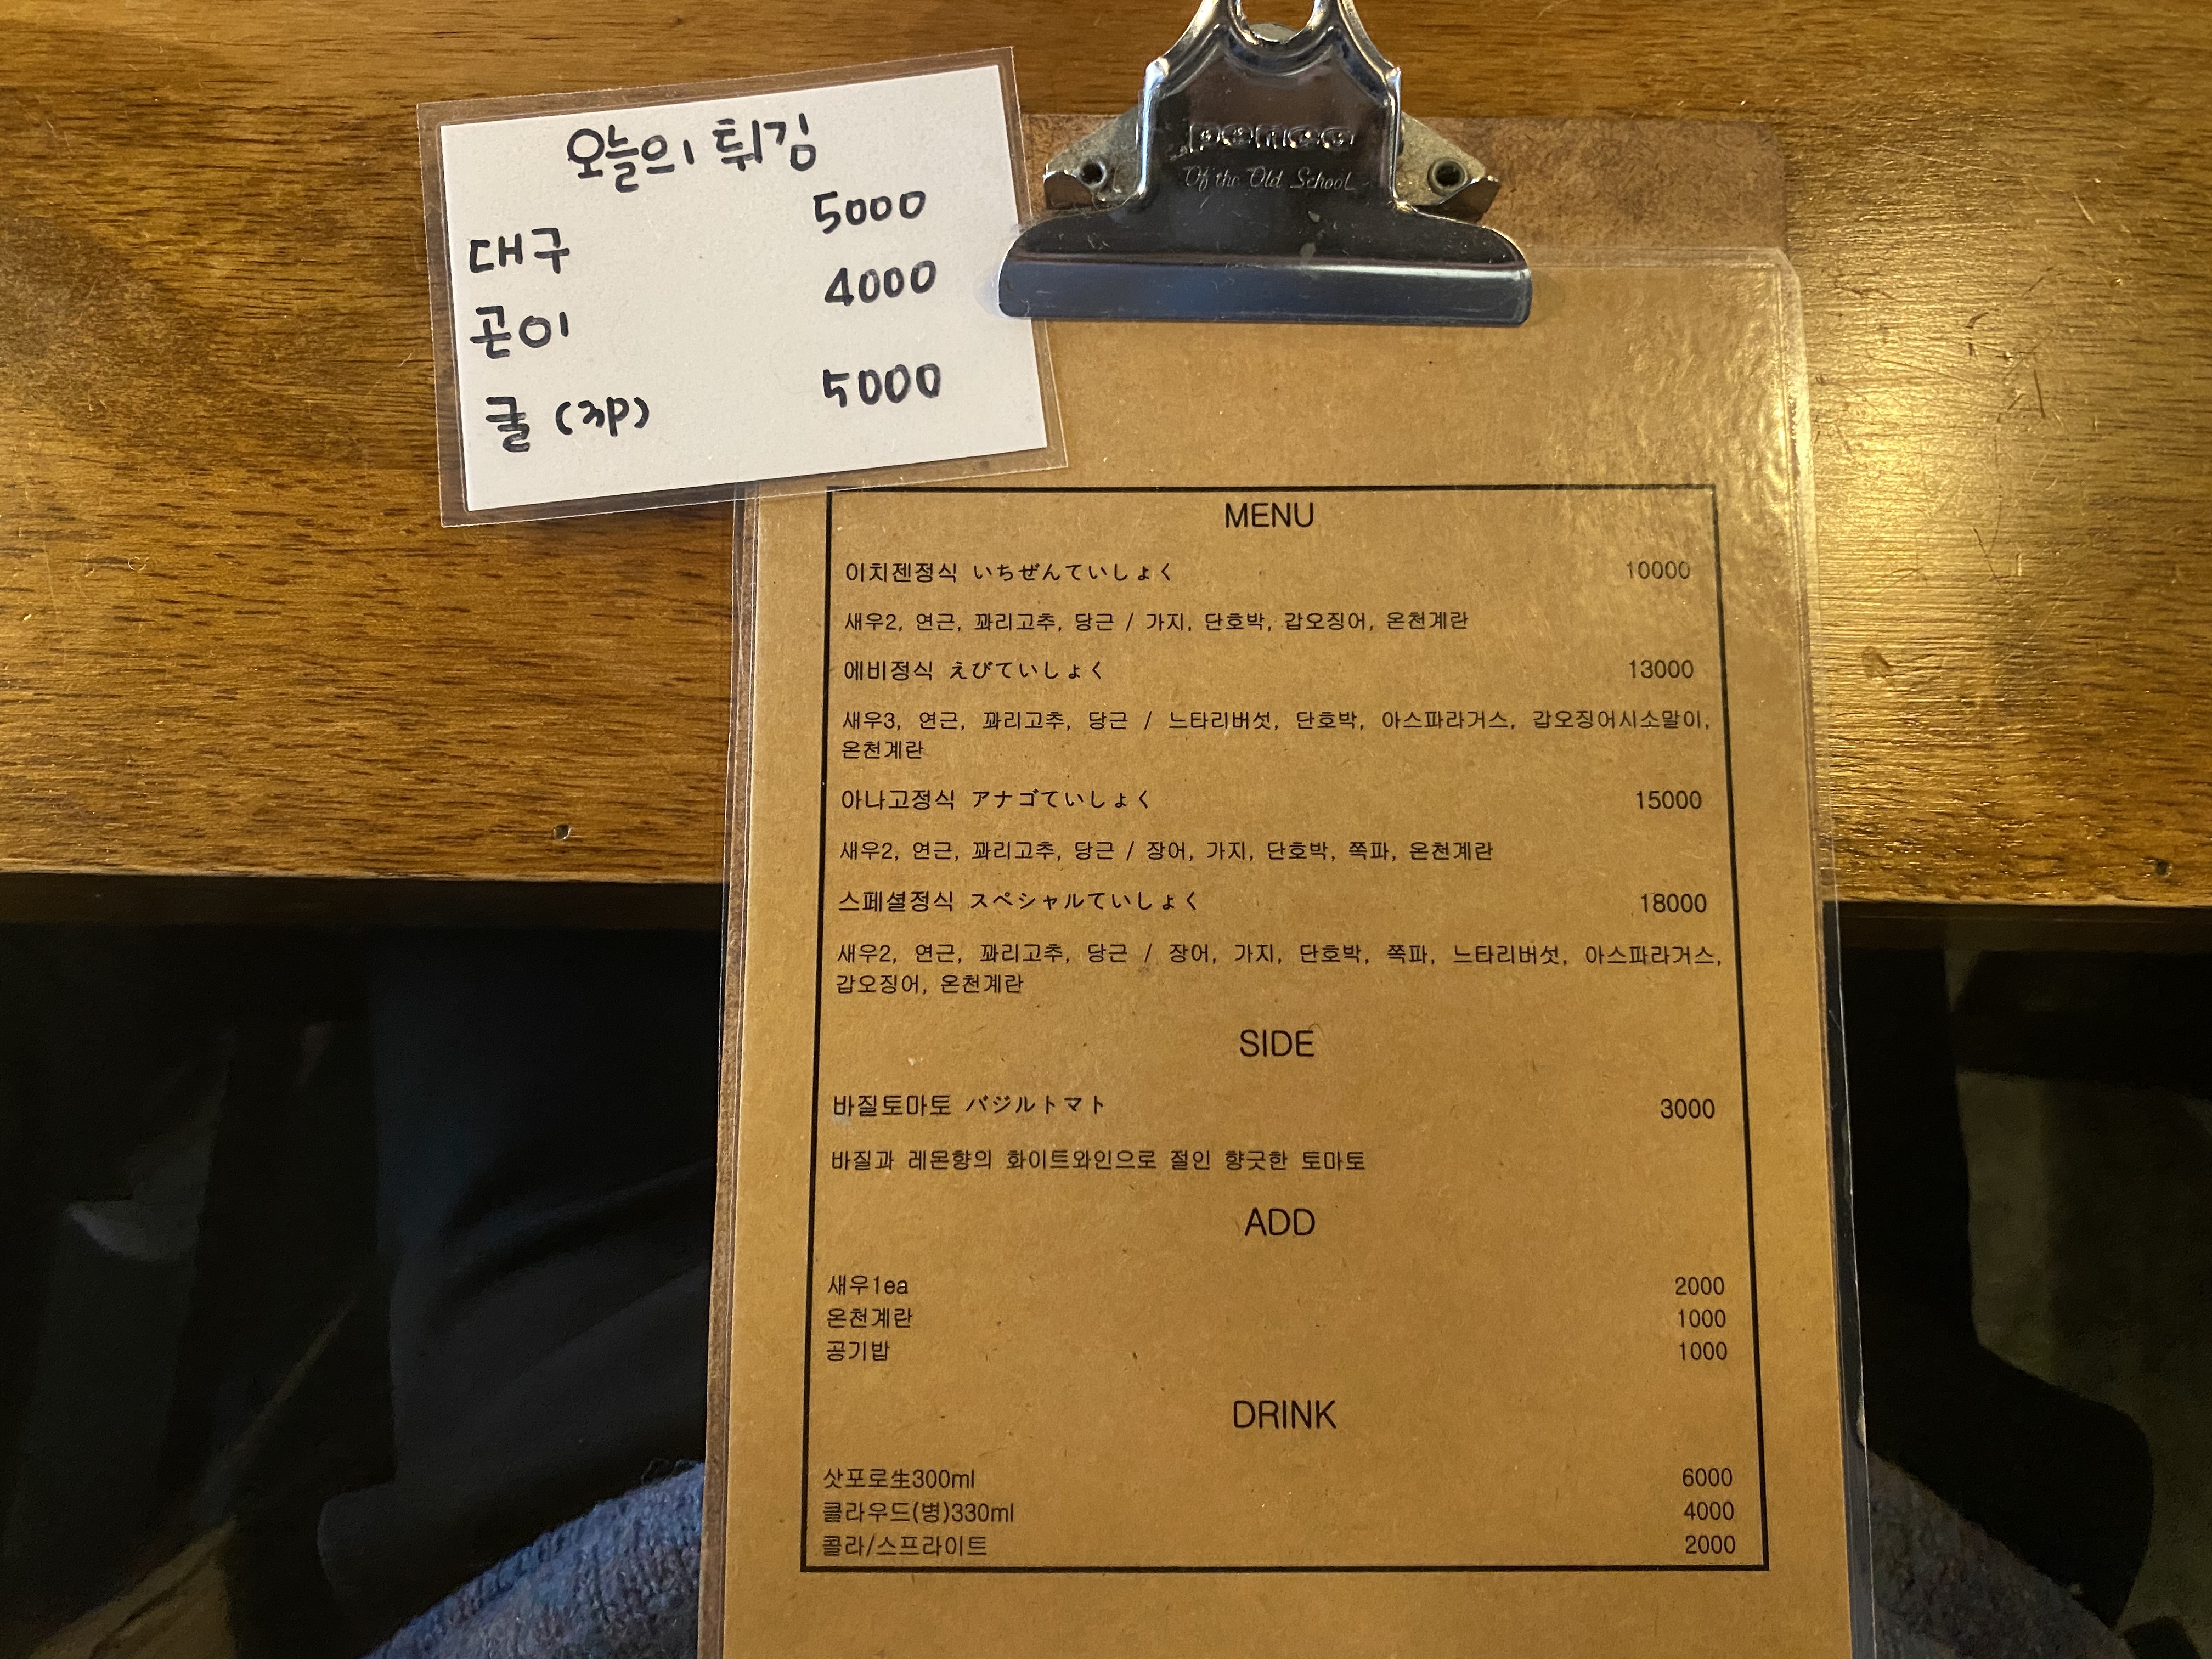 오늘의 튀김
대구 5000
곤이 4000
굴 (3p) 5000
penco
Of the Old School
MENU
이치젠정식 いちぜんていしょく 10000
새우2, 연근, 꽈리고추, 당근 / 가지, 단호박, 갑오징어, 온천계란
에비정식 えびていしょく 13000
새우3, 연근, 꽈리고추, 당근 / 느타리버섯, 단호박, 아스파라거스, 갑오징어시소말이,
온천계란
아나고정식 アナゴていしょく 15000
새우2, 연근, 꽈리고추, 당근 / 장어, 가지, 단호박, 쪽파, 온천계란
스페셜정식 スペシャルていしょく 18000
새우2, 연근, 꽈리고추, 당근 / 장어, 가지, 단호박, 쪽파, 느타리버섯, 아스파라거스,
갑오징어, 온천계란
SIDE
바질토마토 バジルトマト 3000
바질과 레몬향의 화이트와인으로 절인 향긋한 토마토
ADD
새우1ea 2000
온천계란 1000
공기밥 1000
DRINK
삿포로生300ml 6000
클라우드(병)330ml 4000
콜라/스프라이트 2000